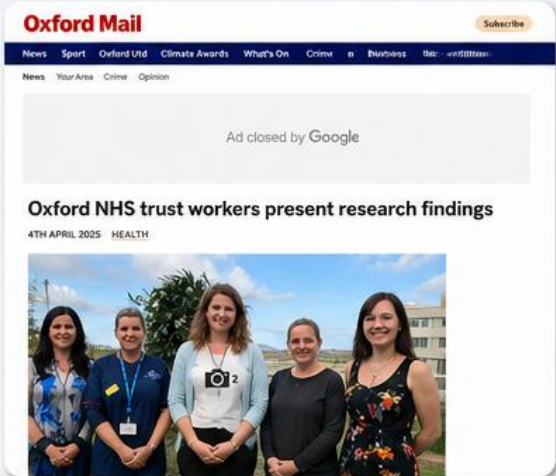 Oxford Mail
Subscribe
News Sport Oxford Utd Climate Awards What's On Crime
News Your Area Crime Opinion
Ad closed by Google
Oxford NHS trust workers present research findings
4TH APRIL 2025 HEALTH
2